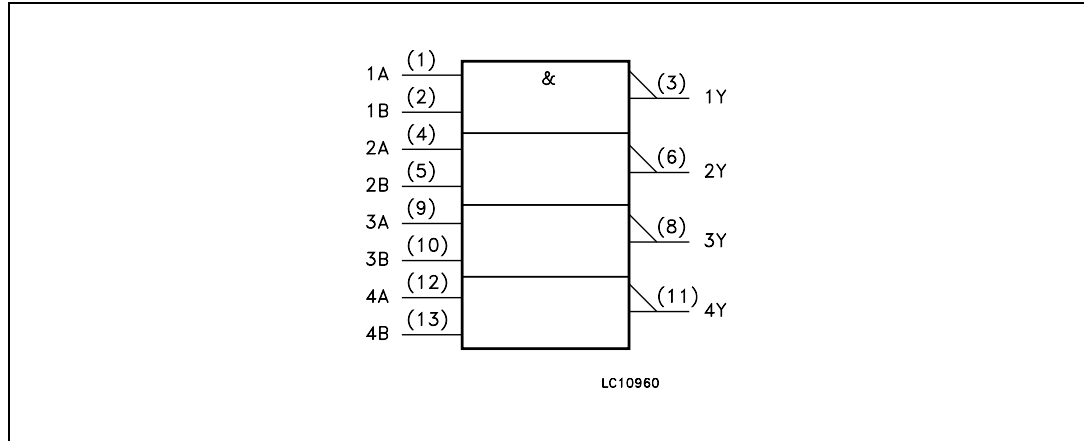 1A (1)
&
(3) 1Y
1B (2)
2A (4)
(6) 2Y
2B (5)
3A (9)
(8) 3Y
3B (10)
4A (12)
(11) 4Y
4B (13)
LC10960